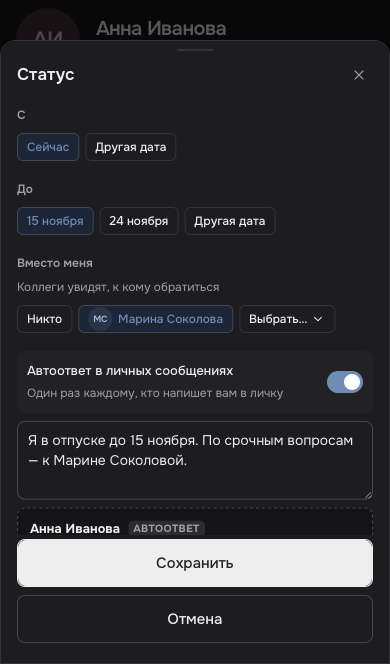 АИ
Анна Иванова
Статус
С
Сейчас
Другая дата
До
15 ноября
24 ноября
Другая дата
Вместо меня
Коллеги увидят, к кому обратиться
Никто
МС Марина Соколова
Выбрать...
Автоответ в личных сообщениях
Один раз каждому, кто напишет вам в личку
Я в отпуске до 15 ноября. По срочным вопросам
— к Марине Соколовой.
Анна Иванова АВТООТВЕТ
Сохранить
Отмена